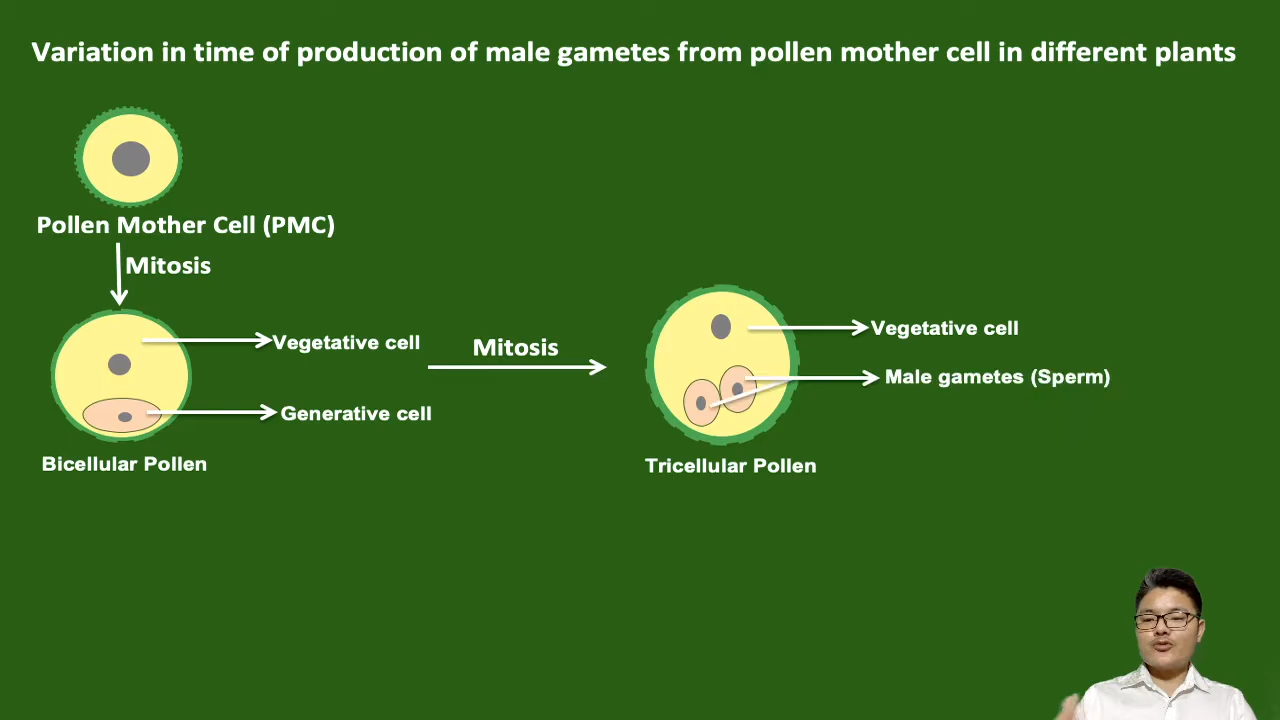 Variation in time of production of male gametes from pollen mother cell in different plants
Pollen Mother Cell (PMC)
Mitosis
Vegetative cell
Generative cell
Bicellular Pollen
Mitosis
Vegetative cell
Male gametes (Sperm)
Tricellular Pollen